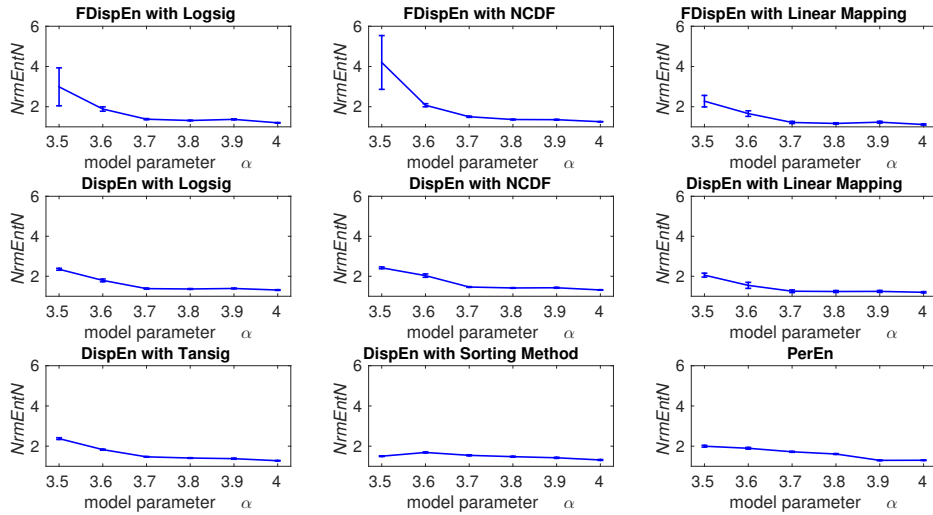 FDispEn with Logsig
FDispEn with NCDF
FDispEn with Linear Mapping
NrmEntN
6
4
2
3.5 3.6 3.7 3.8 3.9 4
model parameter α
NrmEntN
6
4
2
3.5 3.6 3.7 3.8 3.9 4
model parameter α
NrmEntN
6
4
2
3.5 3.6 3.7 3.8 3.9 4
model parameter α
DispEn with Logsig
DispEn with NCDF
DispEn with Linear Mapping
NrmEntN
6
4
2
3.5 3.6 3.7 3.8 3.9 4
model parameter α
NrmEntN
6
4
2
3.5 3.6 3.7 3.8 3.9 4
model parameter α
NrmEntN
6
4
2
3.5 3.6 3.7 3.8 3.9 4
model parameter α
DispEn with Tansig
DispEn with Sorting Method
PerEn
NrmEntN
6
4
2
3.5 3.6 3.7 3.8 3.9 4
model parameter α
NrmEntN
6
4
2
3.5 3.6 3.7 3.8 3.9 4
model parameter α
NrmEntN
6
4
2
3.5 3.6 3.7 3.8 3.9 4
model parameter α